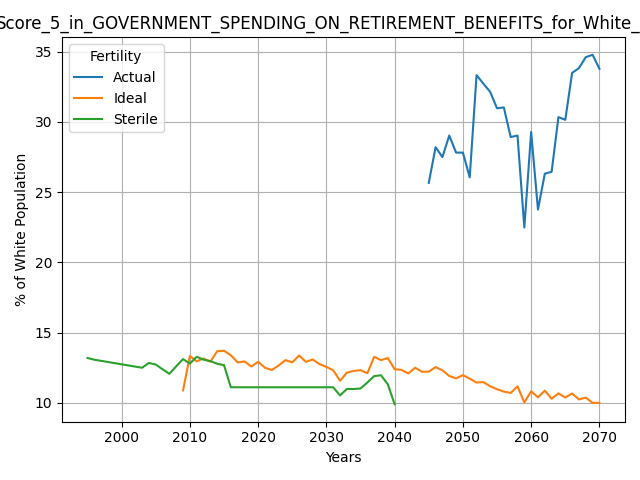 Score_5_in_GOVERNMENT_SPENDING_ON_RETIREMENT_BENEFITS_for_White_
Fertility
Actual
Ideal
Sterile
% of White Population
35
30
25
20
15
10
2000
2010
2020
2030
2040
2050
2060
2070
Years